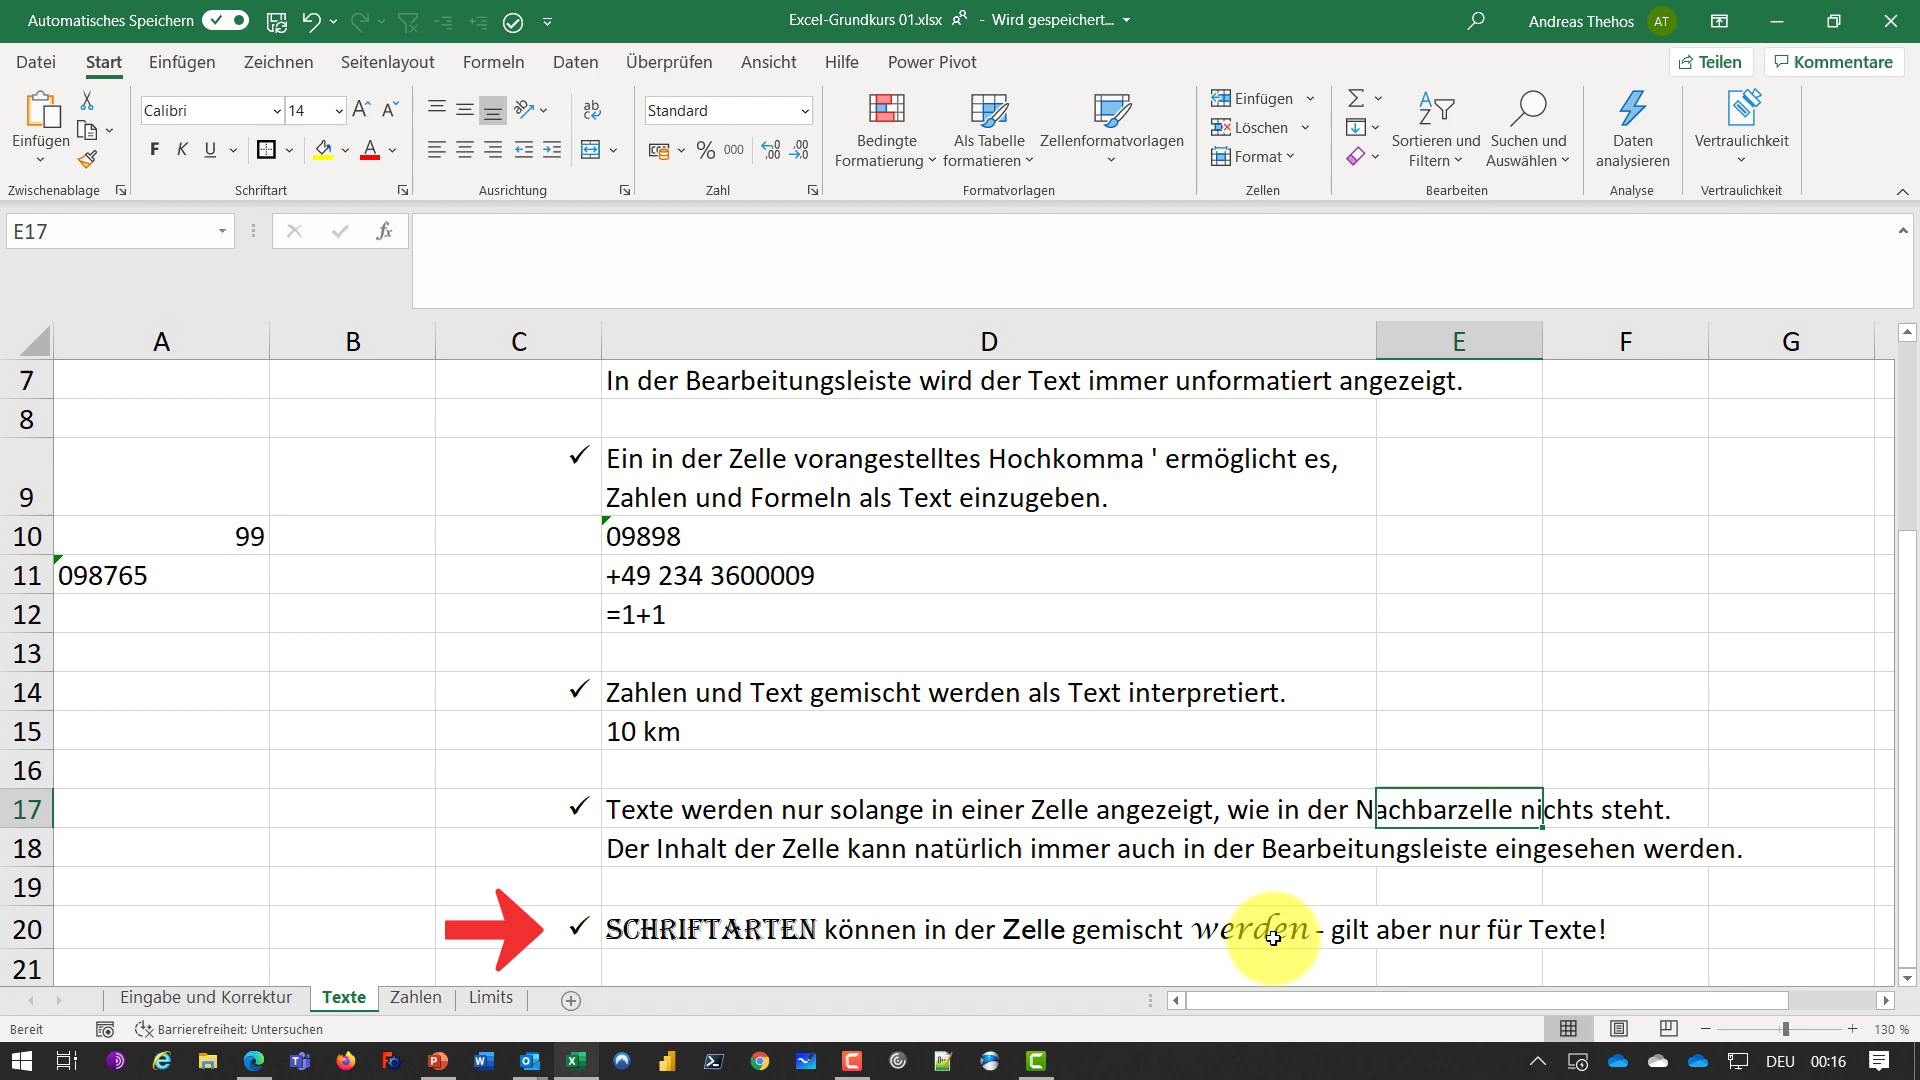 Automatisches Speichern
Excel-Grundkurs 01.xlsx - Wird gespeichert...
Andreas Thehos AT
Datei Start Einfügen Zeichnen Seitenlayout Formeln Daten Überprüfen Ansicht Hilfe Power Pivot Teilen Kommentare
Einfügen
Zwischenablage
Calibri 14
F K U
Schriftart
Ausrichtung
Standard
% 000
Zahl
Bedingte Formatierung
Als Tabelle formatieren
Zellenformatvorlagen
Formatvorlagen
Einfügen
Löschen
Format
Zellen
Sortieren und Filtern
Suchen und Auswählen
Bearbeiten
Daten analysieren
Analyse
Vertraulichkeit
Vertraulichkeit
E17 fx
A B C D E F G
7 In der Bearbeitungsleiste wird der Text immer unformatiert angezeigt.
8
9 ✓ Ein in der Zelle vorangestelltes Hochkomma ' ermöglicht es,
Zahlen und Formeln als Text einzugeben.
10 99 09898
11 098765 +49 234 3600009
12 =1+1
13
14 ✓ Zahlen und Text gemischt werden als Text interpretiert.
15 10 km
16
17 ✓ Texte werden nur solange in einer Zelle angezeigt, wie in der Nachbarzelle nichts steht.
18 Der Inhalt der Zelle kann natürlich immer auch in der Bearbeitungsleiste eingesehen werden.
19
20 ✓ SCHRIFTARTEN können in der Zelle gemischt werden - gilt aber nur für Texte!
21
Eingabe und Korrektur Texte Zahlen Limits
Bereit Barrierefreiheit: Untersuchen 130 %
DEU 00:16